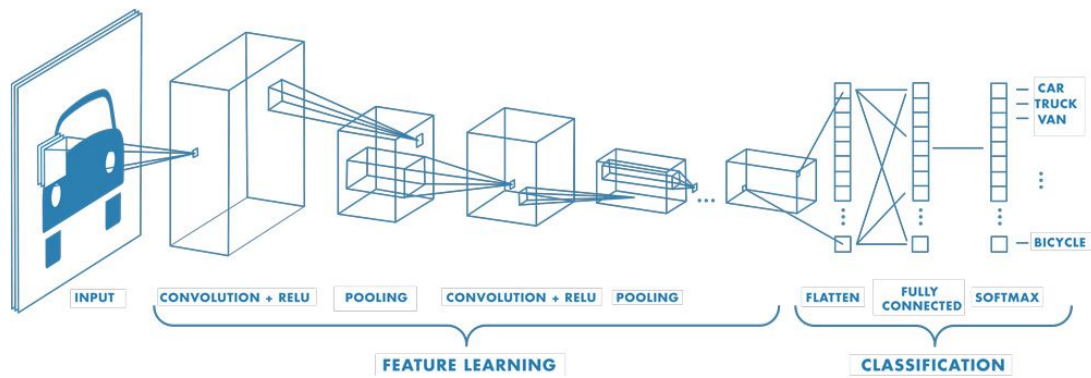 CAR
TRUCK
VAN
BICYCLE
INPUT
CONVOLUTION + RELU
POOLING
CONVOLUTION + RELU
POOLING
FLATTEN
FULLY
CONNECTED
SOFTMAX
FEATURE LEARNING
CLASSIFICATION